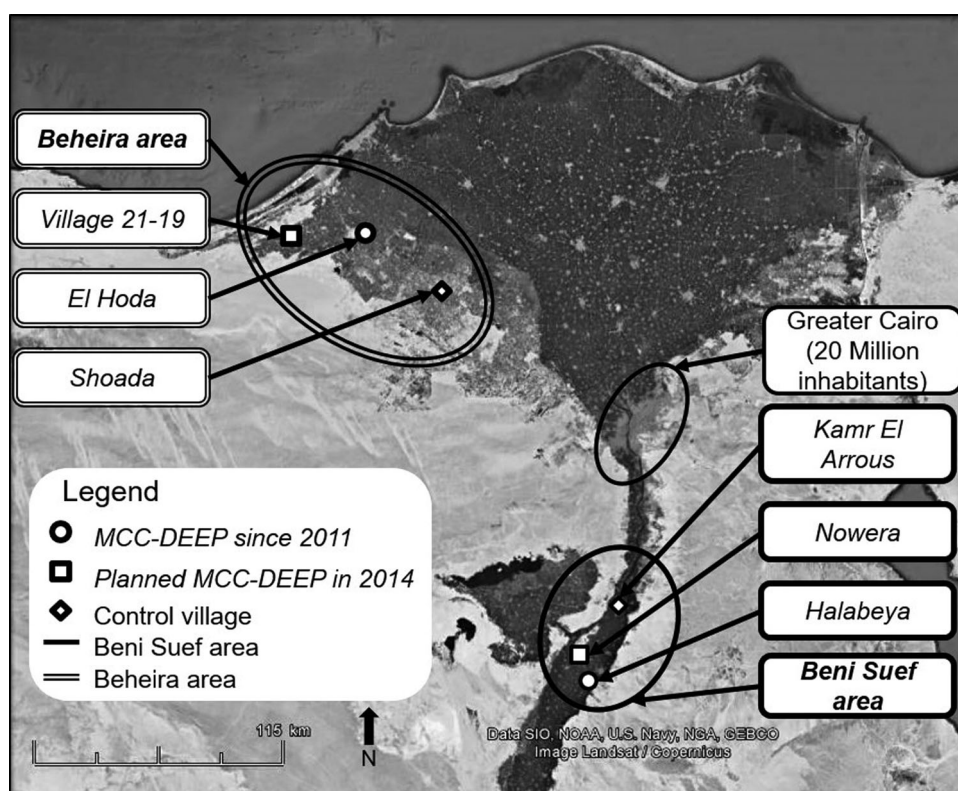 Beheira area
Village 21-19
El Hoda
Shoada
Greater Cairo
(20 Million
inhabitants)
Kamr El
Arrous
Nowera
Halabeya
Beni Suef
area
Legend
MCC-DEEP since 2011
Planned MCC-DEEP in 2014
Control village
Beni Suef area
Beheira area
115 km
N
Data SIO, NOAA, U.S. Navy, NGA, GEBCO
Image Landsat / Copernicus